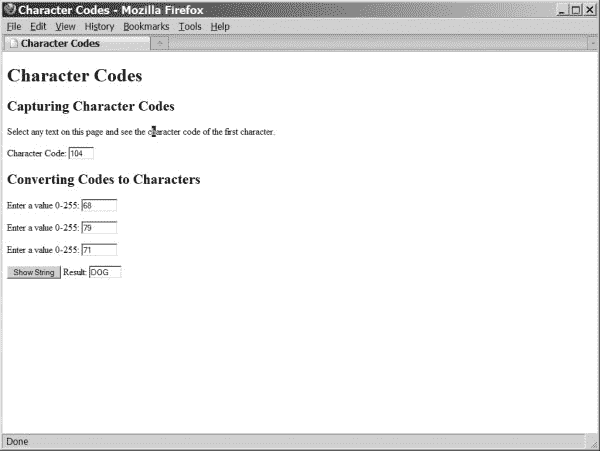 Character Codes - Mozilla Firefox
File Edit View History Bookmarks Tools Help
Character Codes
Character Codes
Capturing Character Codes
Select any text on this page and see the character code of the first character.
Character Code: 104
Converting Codes to Characters
Enter a value 0-255: 68
Enter a value 0-255: 79
Enter a value 0-255: 71
Show String Result: DOG
Done